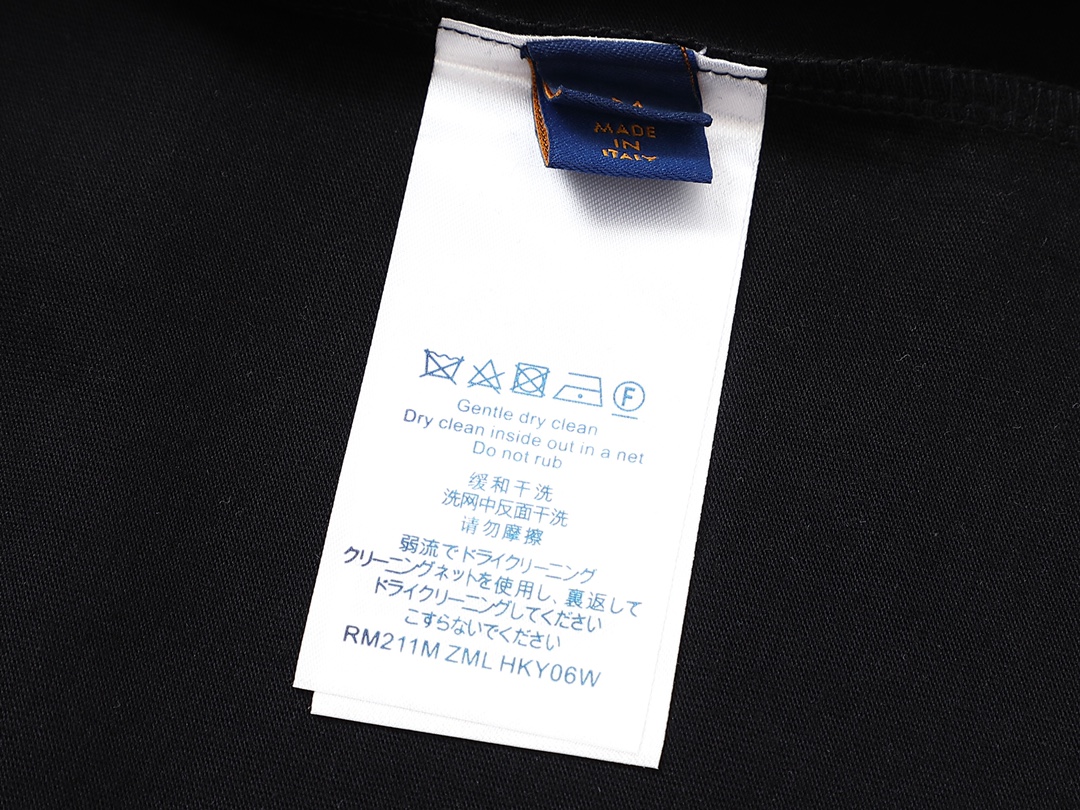 MADE
IN
ITALY
F
Gentle dry clean
Dry clean inside out in a net
Do not rub
缓和干洗
洗网中反面干洗
请勿摩擦
弱流でドライクリーニング
クリーニングネットを使用し、裏返して
ドライクリーニングしてください
こすらないでください
RM211M ZML HKY06W